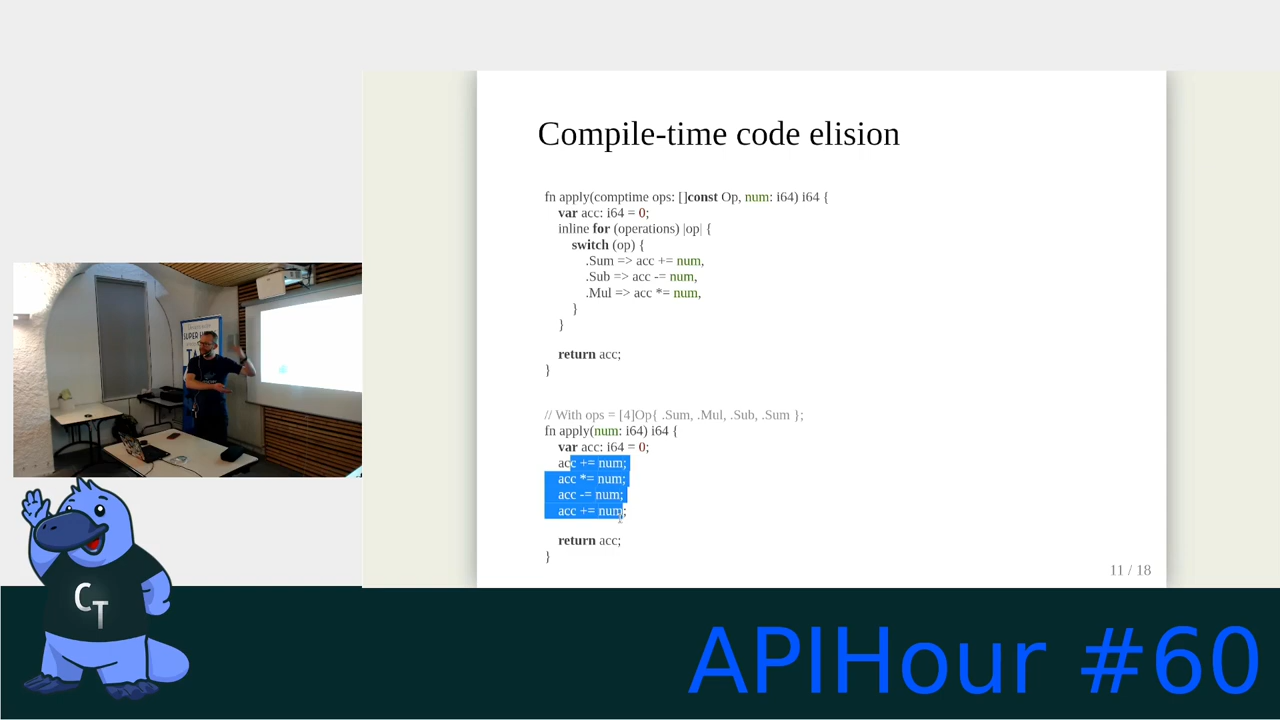 Compile-time code elision
fn apply(comptime ops: []const Op, num: i64) i64 {
var acc: i64 = 0;
inline for (operations) |op| {
switch (op) {
.Sum => acc += num,
.Sub => acc -= num,
.Mul => acc *= num,
}
}
return acc;
}
// With ops = [4]Op{ .Sum, .Mul, .Sub, .Sum };
fn apply(num: i64) i64 {
var acc: i64 = 0;
acc += num;
acc *= num;
acc -= num;
acc += num;
return acc;
}
11 / 18
SUPER
TA
CT
APIHour #60